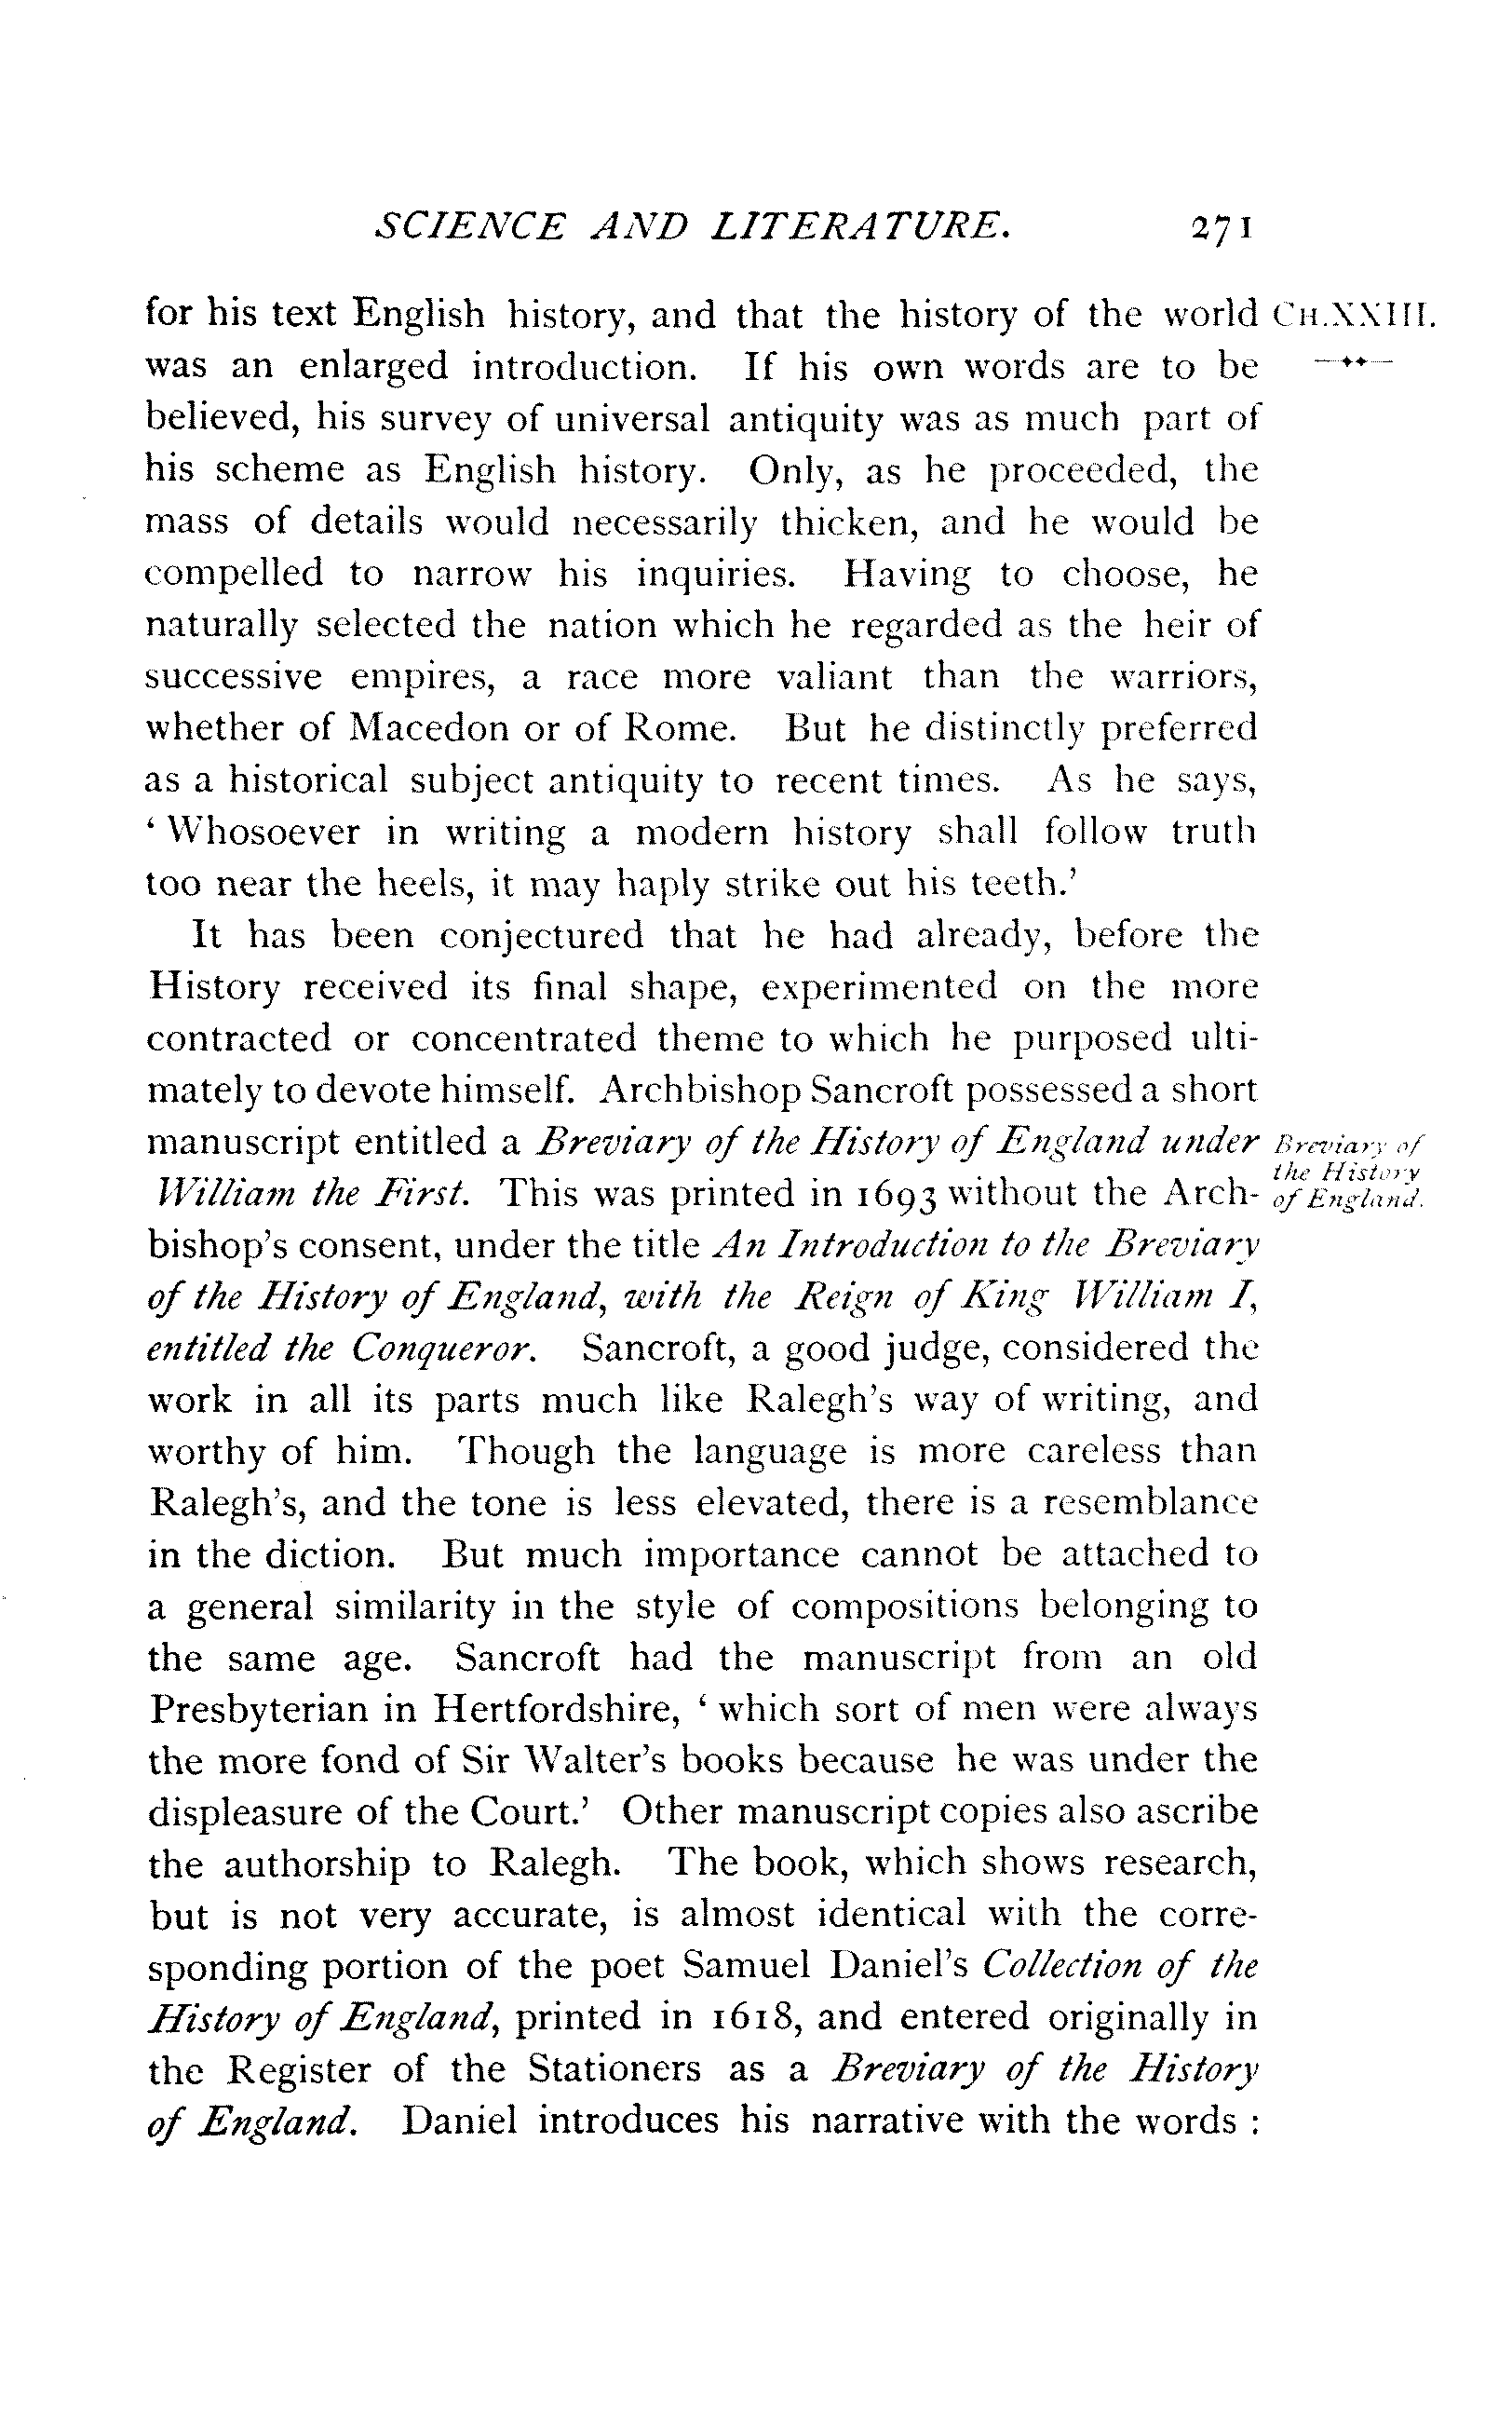 SCIENCE AND LITERATURE. 271
for his text English history, and that the history of the world CH. XXIII.
was an enlarged introduction. If his own words are to be
believed, his survey of universal antiquity was as much part of
his scheme as English history. Only, as he proceeded, the
mass of details would necessarily thicken, and he would be
compelled to narrow his inquiries. Having to choose, he
naturally selected the nation which he regarded as the heir of
successive empires, a race more valiant than the warriors,
whether of Macedon or of Rome. But he distinctly preferred
as a historical subject antiquity to recent times. As he says,
‘ Whosoever in writing a modern history shall follow truth
too near the heels, it may haply strike out his teeth.’
It has been conjectured that he had already, before the
History received its final shape, experimented on the more
contracted or concentrated theme to which he purposed ulti-
mately to devote himself. Archbishop Sancroft possessed a short
manuscript entitled a Breviary of the History of England under
William the First. This was printed in 1693 without the Arch-
Breviary of
the History
of England.
bishop's consent, under the title An Introduction to the Breviary
of the History of England, with the Reign of King William I,
entitled the Conqueror. Sancroft, a good judge, considered the
work in all its parts much like Ralegh's way of writing, and
worthy of him. Though the language is more careless than
Ralegh's, and the tone is less elevated, there is a resemblance
in the diction. But much importance cannot be attached to
a general similarity in the style of compositions belonging to
the same age. Sancroft had the manuscript from an old
Presbyterian in Hertfordshire, ‘ which sort of men were always
the more fond of Sir Walter's books because he was under the
displeasure of the Court.’ Other manuscript copies also ascribe
the authorship to Ralegh. The book, which shows research,
but is not very accurate, is almost identical with the corre-
sponding portion of the poet Samuel Daniel's Collection of the
History of England, printed in 1618, and entered originally in
the Register of the Stationers as a Breviary of the History
of England. Daniel introduces his narrative with the words :